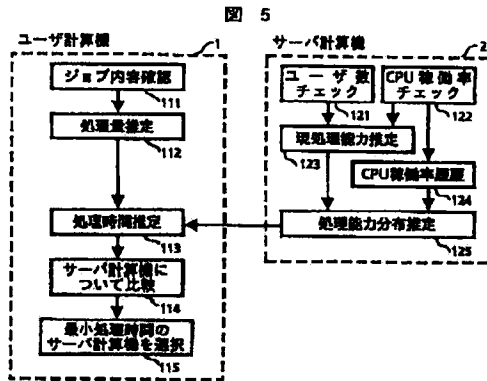 図 5
ユーザ計算機
1
ジョブ内容確認
111
処理量推定
112
処理時間推定
113
サーバ計算機に
ついて比較
114
最小処理時間の
サーバ計算機を選択
115
サーバ計算機
2
ユーザ数
チェック
121
CPU稼働率
チェック
122
現処理能力推定
123
CPU稼働率履歴
124
処理能力分布推定
125